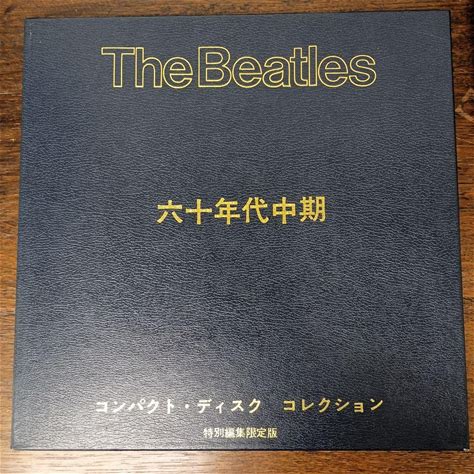 The Beatles
六十年代中期
コンパクト・ディスク コレクション
特別編集限定版